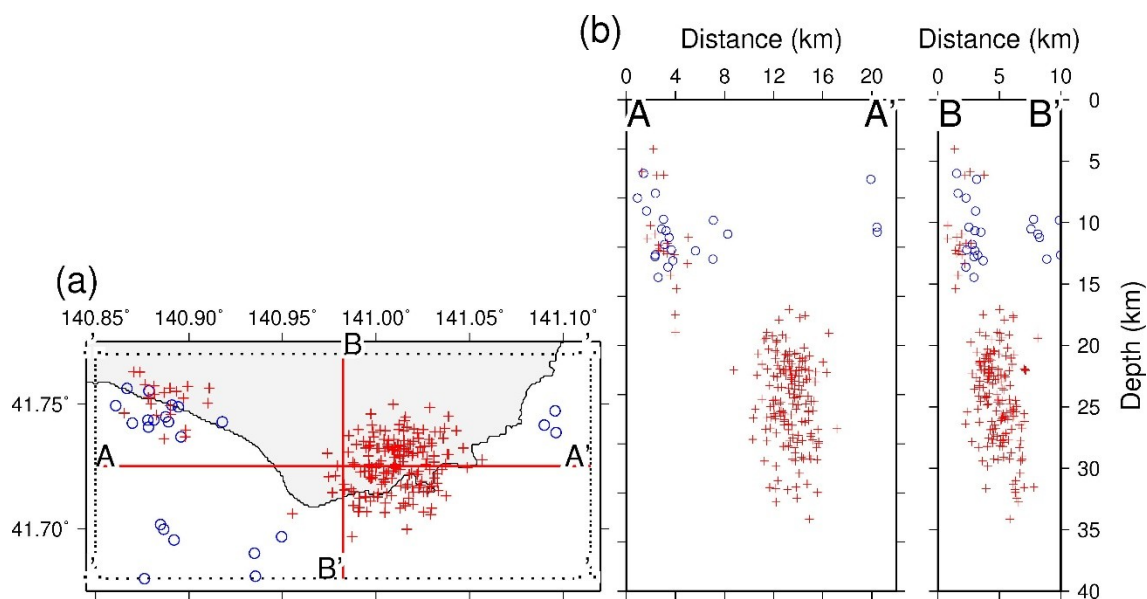 (b)
Distance (km)
Distance (km)
0 4 8 12 16 20
0 5 10
A A'
B B'
0
5
10
15
20
25
30
35
40
Depth (km)
(a)
140.85˚ 140.90˚ 140.95˚ 141.00˚ 141.05˚ 141.10˚
B
41.75˚
A A'
41.70˚
B'